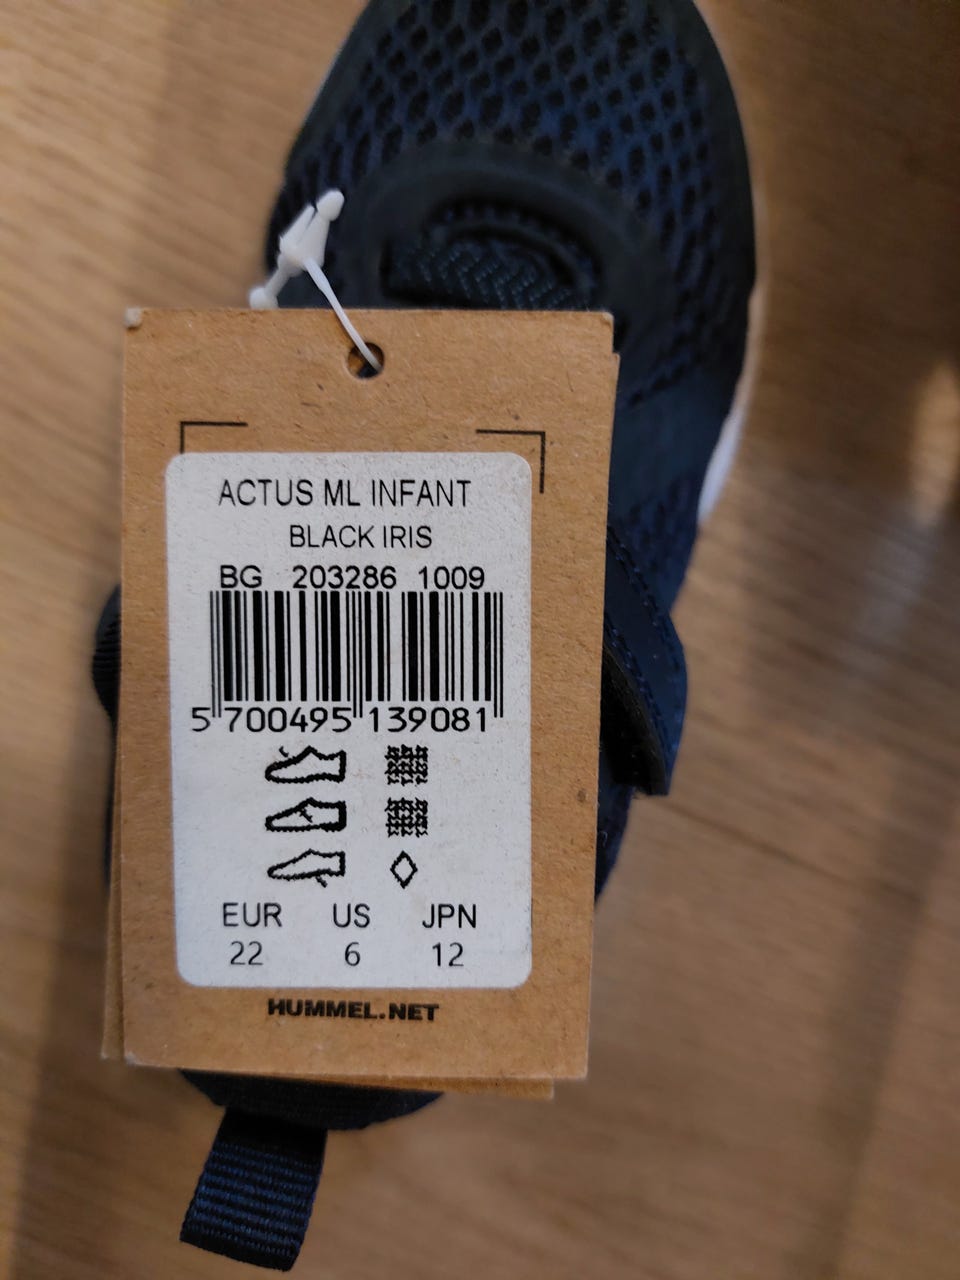 ACTUS ML INFANT
BLACK IRIS
BG 203286 1009
5 700495 139081
EUR US JPN
22 6 12
HUMMEL.NET